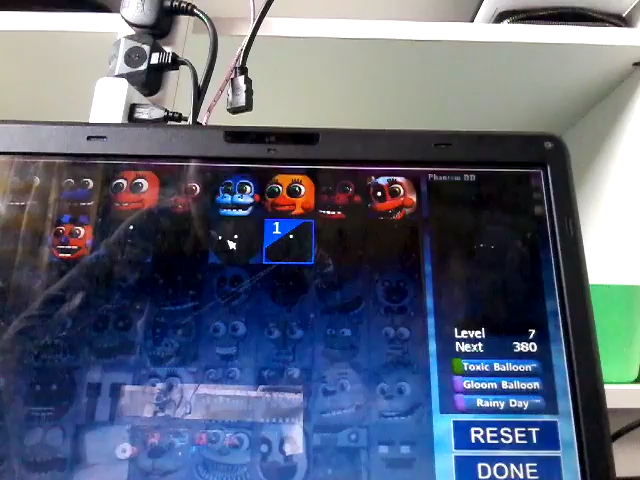 Phantom BB
1
Level 7
Next 380
Toxic Balloon
Gloom Balloon
Rainy Day
RESET
DONE